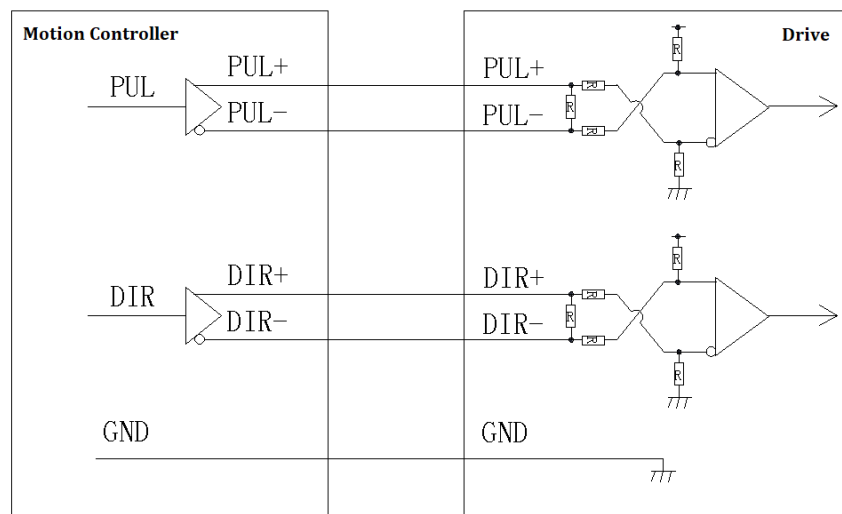 Motion Controller
Drive
PUL
PUL+
PUL-
PUL+
PUL-
R
R
R
R
R
DIR
DIR+
DIR-
DIR+
DIR-
R
R
R
R
R
GND
GND